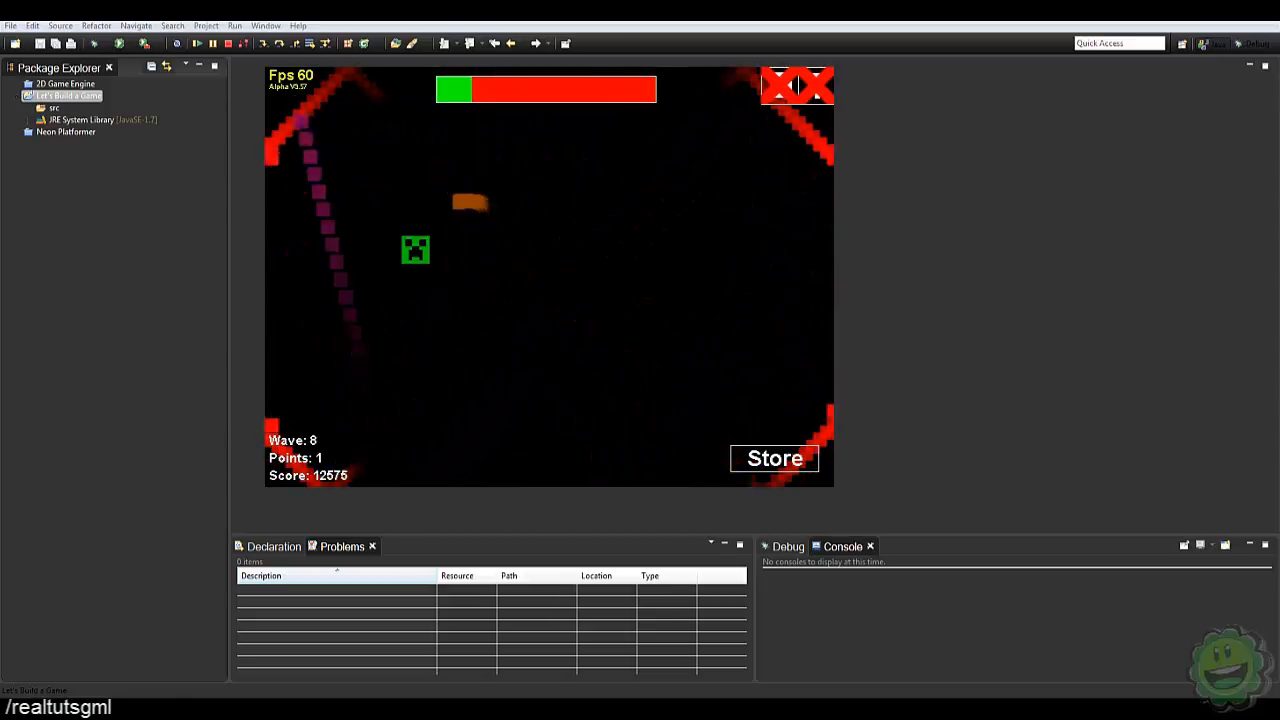 File Edit Source Refactor Navigate Search Project Run Window Help
Quick Access
Debug
Package Explorer
2D Game Engine
Let's Build a Game
src
JRE System Library [JavaSE-1.7]
Neon Platformer
Fps 60
Alpha V3.57
Wave: 8
Points: 1
Score: 12575
Store
Declaration Problems
0 items
Description Resource Path Location Type
Debug Console
No consoles to display at this time.
Let's Build a Game
/realtutsgml